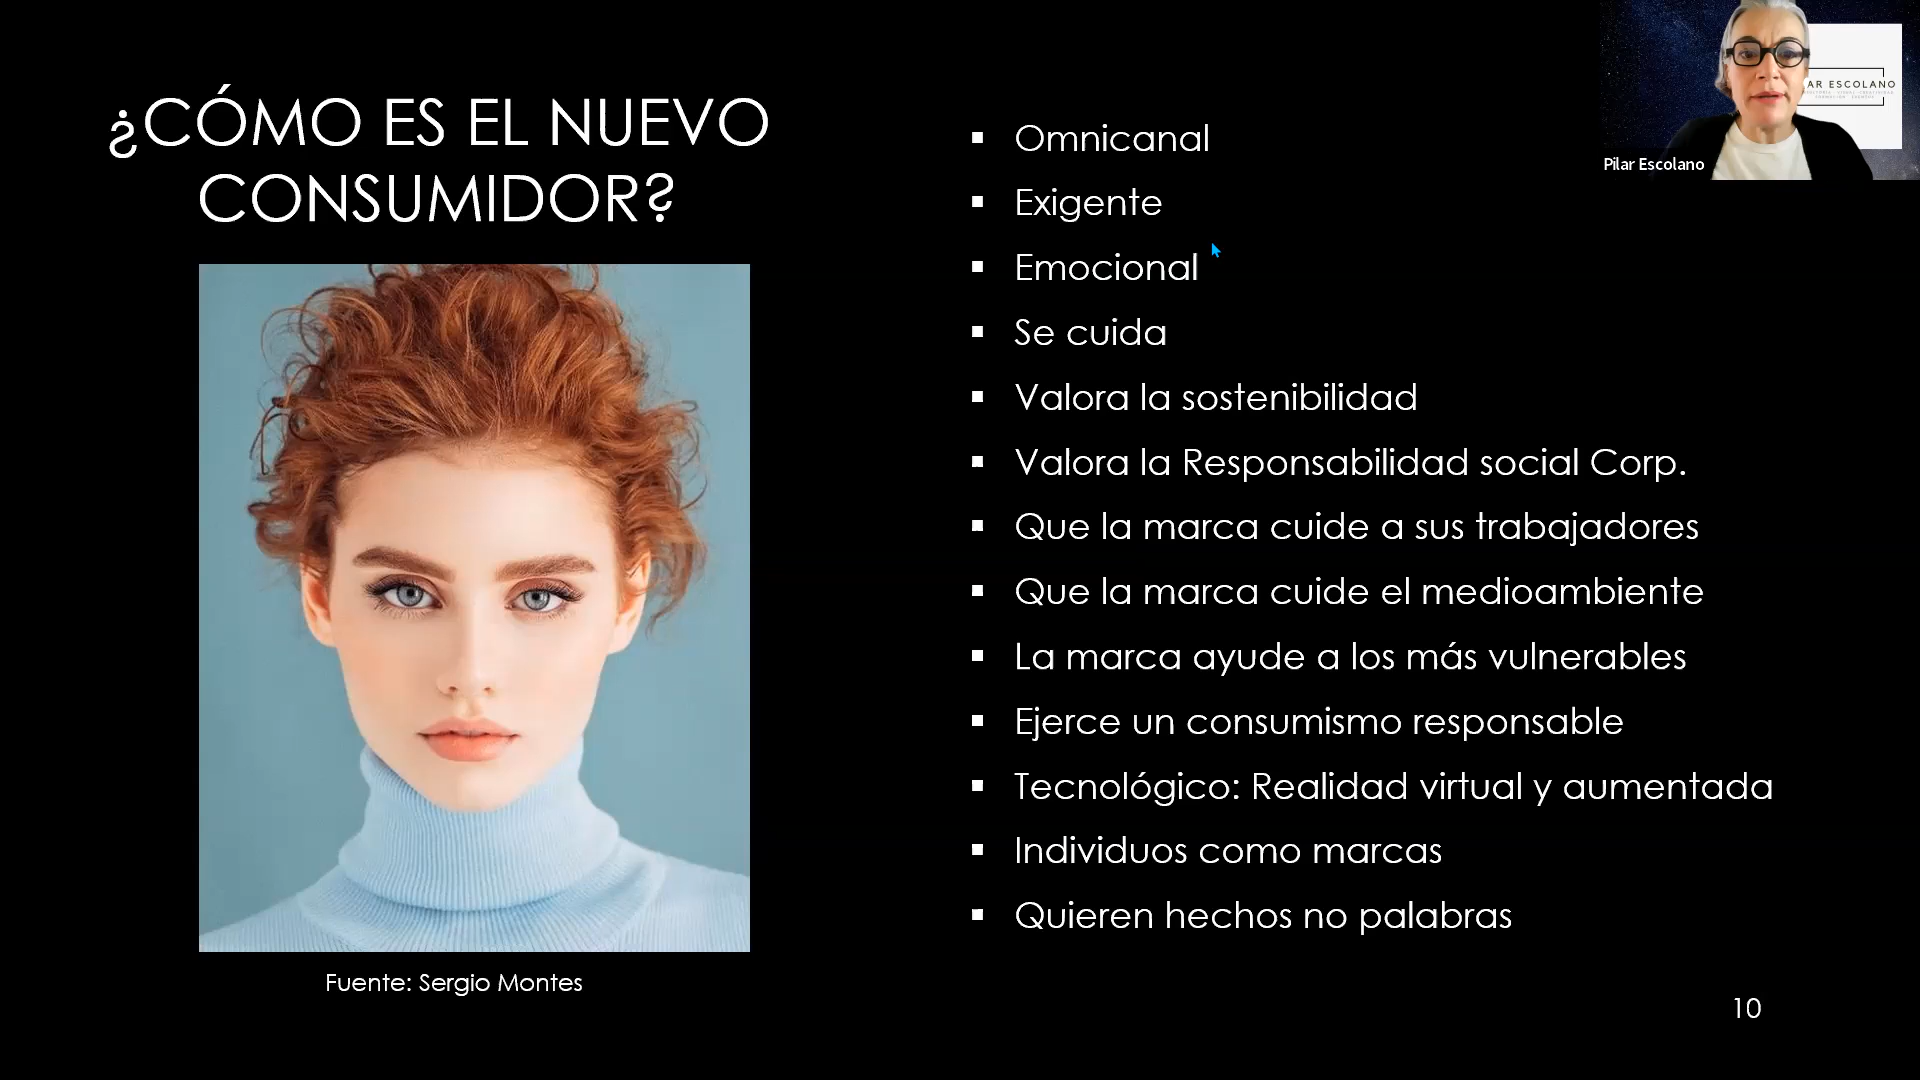 ¿CÓMO ES EL NUEVO
CONSUMIDOR?
Fuente: Sergio Montes
▪ Omnicanal
▪ Exigente
▪ Emocional
▪ Se cuida
▪ Valora la sostenibilidad
▪ Valora la Responsabilidad social Corp.
▪ Que la marca cuide a sus trabajadores
▪ Que la marca cuide el medioambiente
▪ La marca ayude a los más vulnerables
▪ Ejerce un consumismo responsable
▪ Tecnológico: Realidad virtual y aumentada
▪ Individuos como marcas
▪ Quieren hechos no palabras
10
AR ESCOLANO
Pilar Escolano